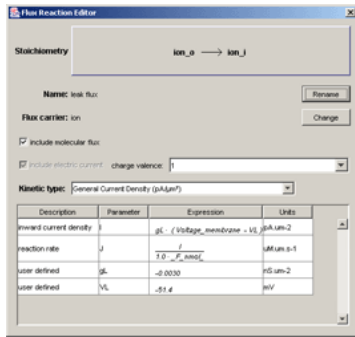 Flux Reaction Editor
Stoichiometry
ion_o → ion_i
Name: leak flux
Rename
Flux carrier: ion
Change
include molecular flux
include electric current charge valence: 1
Kinetic type: General Current Density (pA/µm²)
Description Parameter Expression Units
inward current density I gL · ( Voltage_membrane - VL ) pA.um-2
reaction rate J I uM.um.s-1
1.0 · _F_nmol_
user defined gL -0.0030 nS.um-2
user defined VL -51.4 mV